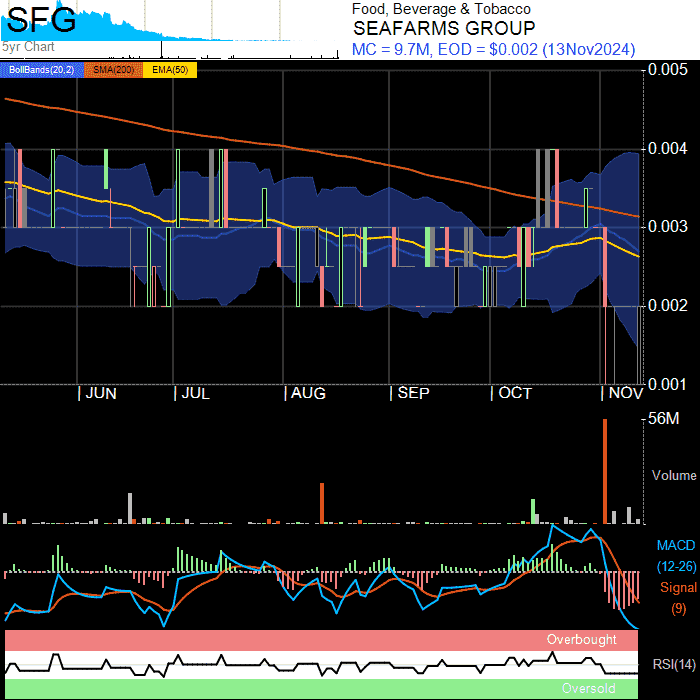 SFG
5yr Chart
Food, Beverage & Tobacco
SEAFARMS GROUP
MC = 9.7M, EOD = $0.002 (13Nov2024)
BollBands(20,2) SMA(200) EMA(50)
0.005
0.004
0.003
0.002
0.001
| JUN | JUL | AUG | SEP | OCT | NOV
56M
Volume
MACD
(12-26)
Signal
(9)
Overbought
RSI(14)
Oversold